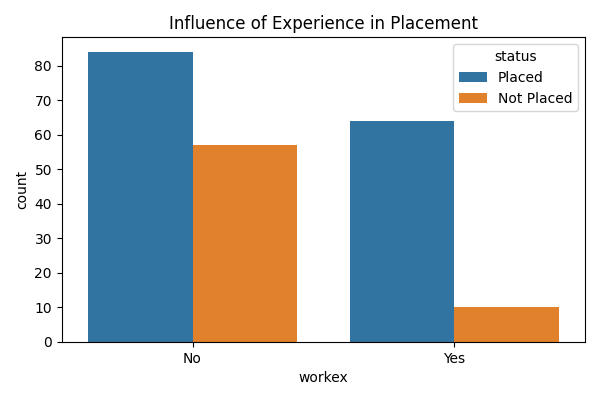 Influence of Experience in Placement
status
Placed
Not Placed
80
70
60
50
40
30
20
10
0
count
No
Yes
workex